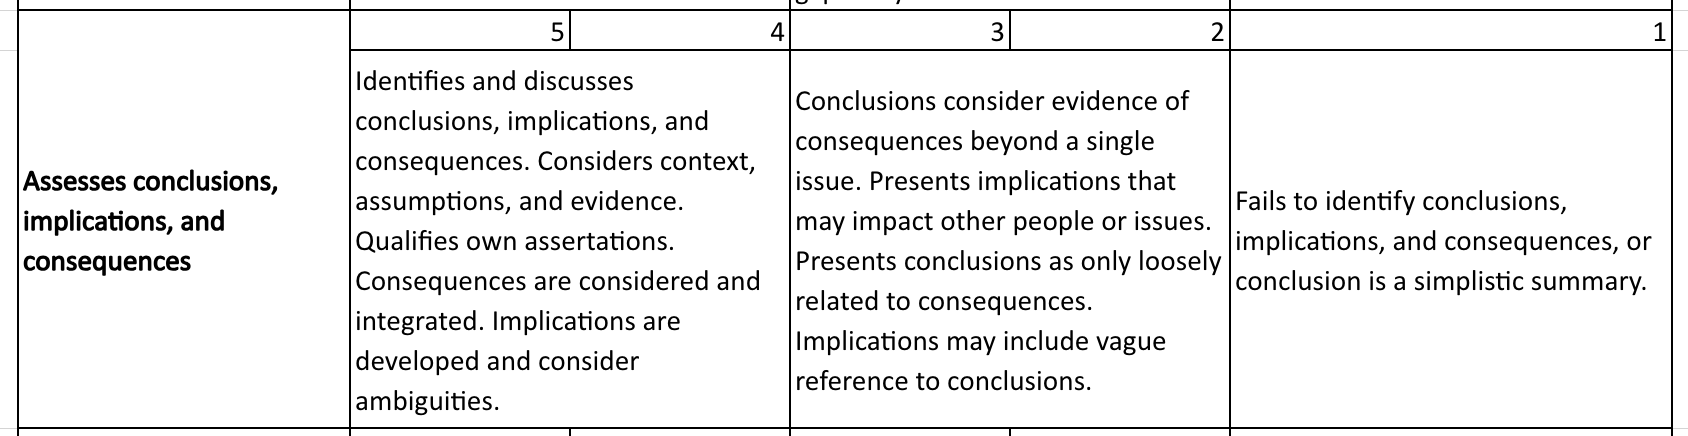 5
4
3
2
1
Assesses conclusions,
implications, and
consequences
Identifies and discusses
conclusions, implications, and
consequences. Considers context,
assumptions, and evidence.
Qualifies own assertations.
Consequences are considered and
integrated. Implications are
developed and consider
ambiguities.
Conclusions consider evidence of
consequences beyond a single
issue. Presents implications that
may impact other people or issues.
Presents conclusions as only loosely
related to consequences.
Implications may include vague
reference to conclusions.
Fails to identify conclusions,
implications, and consequences, or
conclusion is a simplistic summary.